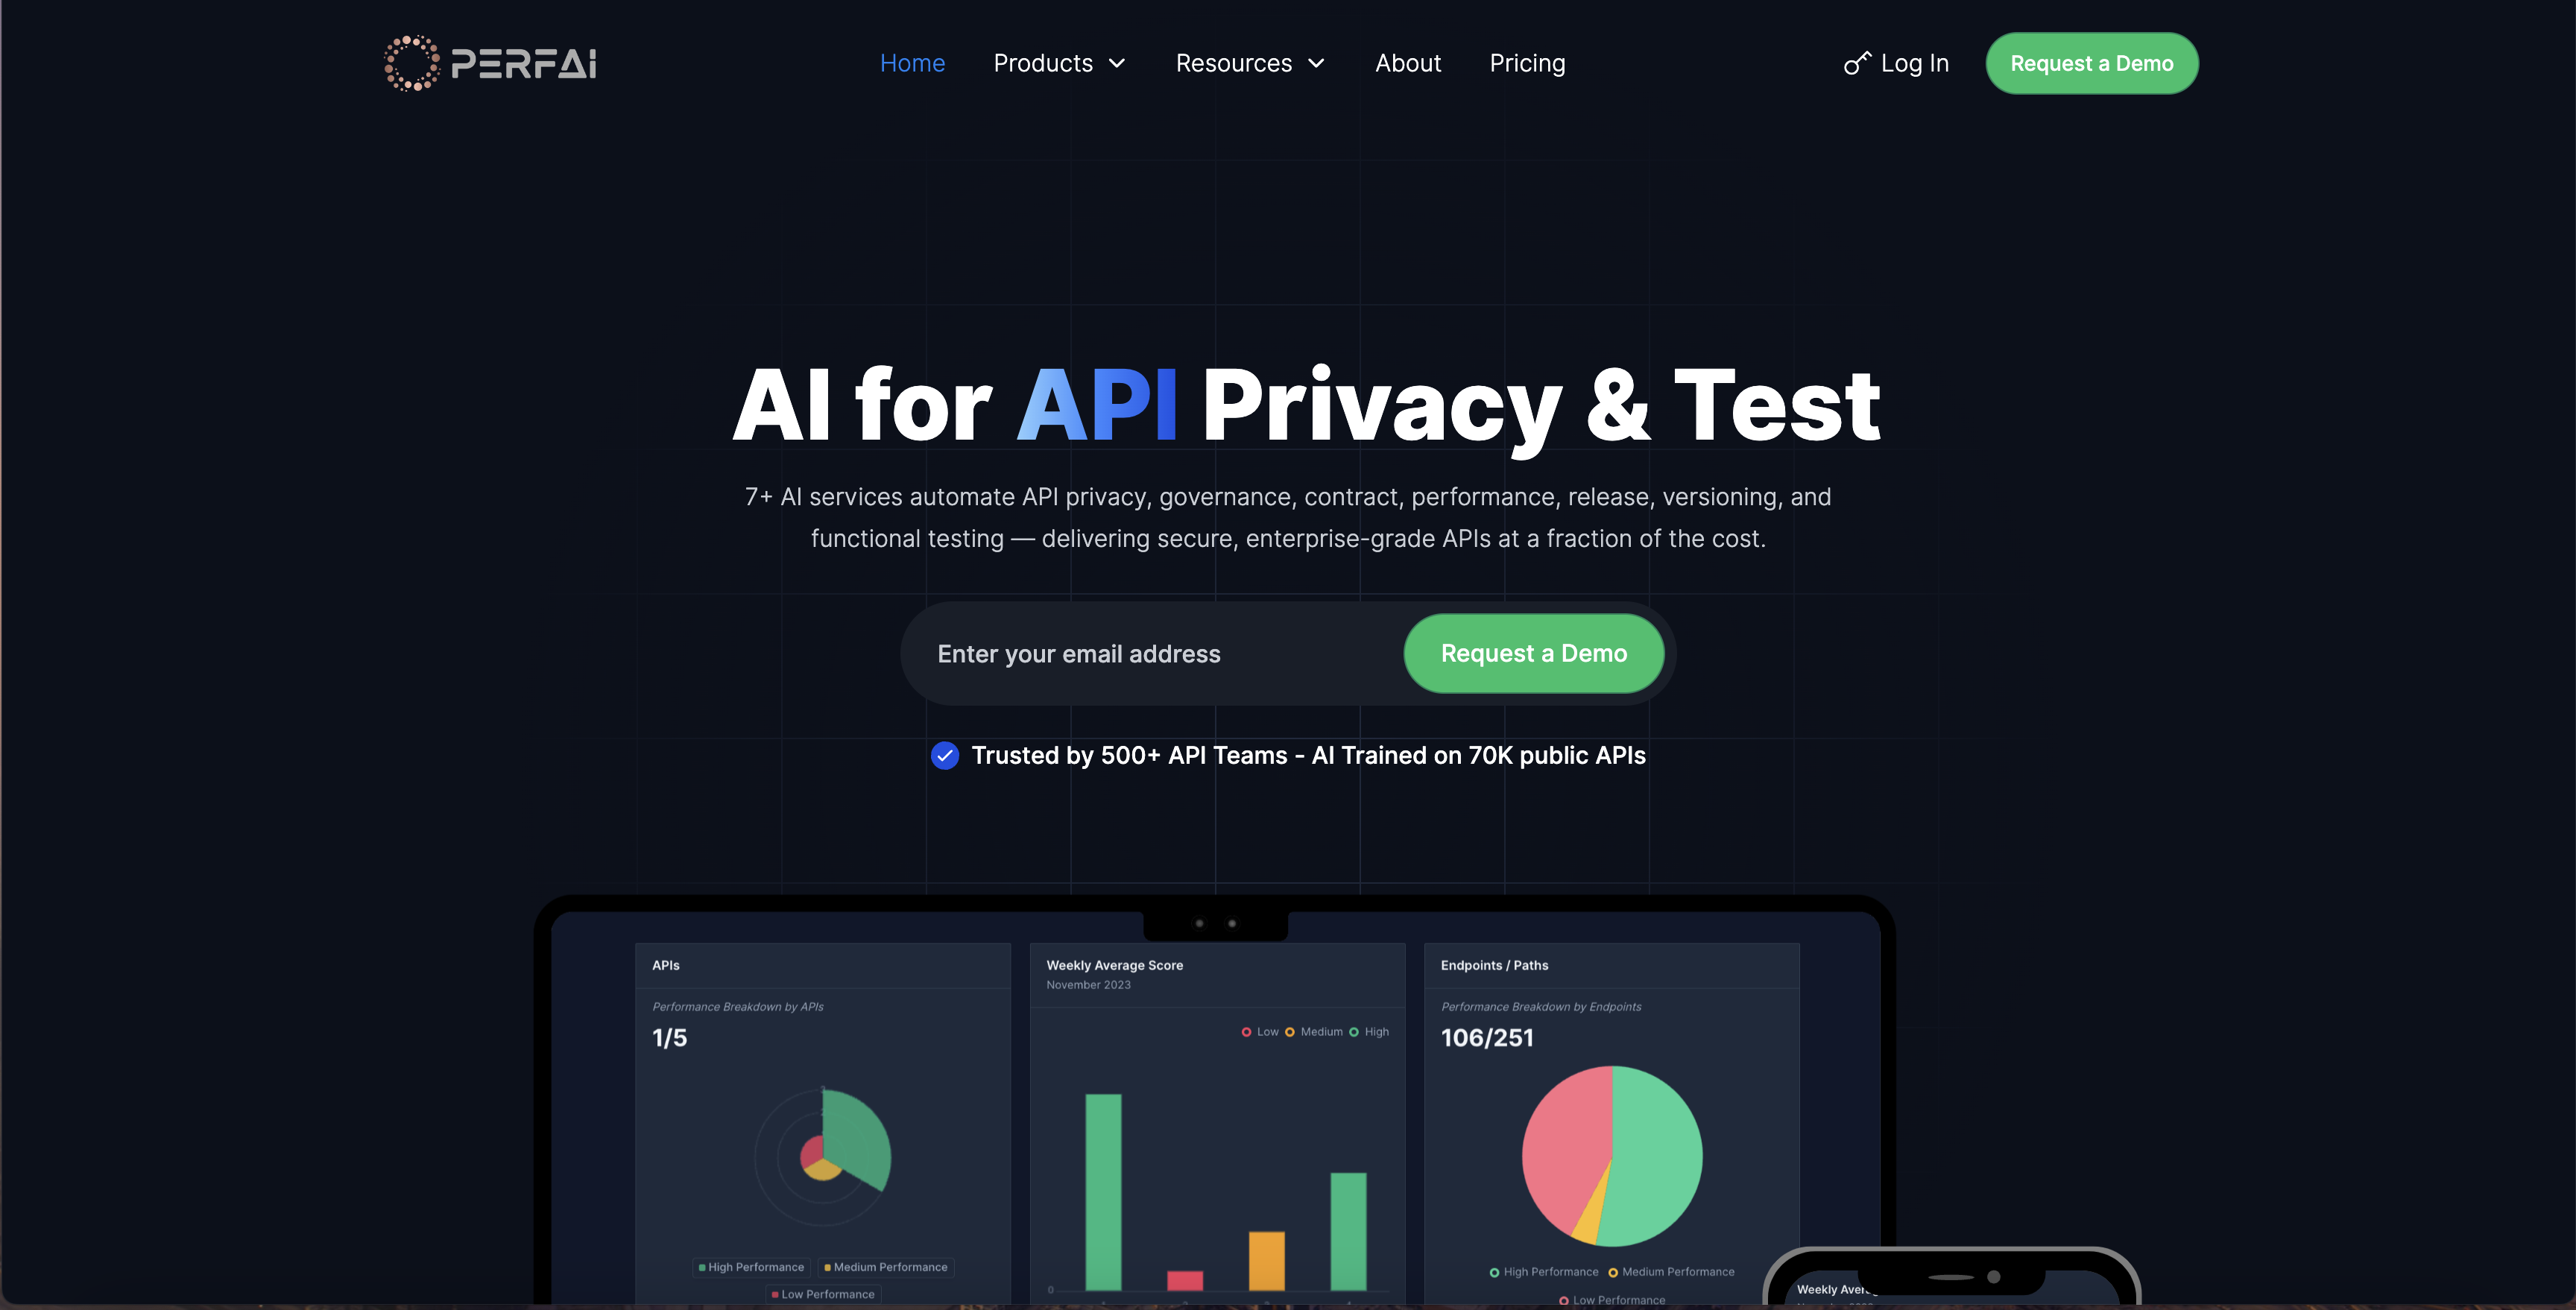 PERFAI
Home
Products
Resources
About
Pricing
Log In
Request a Demo
AI for API Privacy & Test
7+ AI services automate API privacy, governance, contract, performance, release, versioning, and
functional testing — delivering secure, enterprise-grade APIs at a fraction of the cost.
Enter your email address
Request a Demo
Trusted by 500+ API Teams - AI Trained on 70K public APIs
APIs
Performance Breakdown by APIs
1/5
High Performance
Medium Performance
Low Performance
Weekly Average Score
November 2023
Low
Medium
High
0
Endpoints / Paths
Performance Breakdown by Endpoints
106/251
High Performance
Medium Performance
Low Performance
Weekly